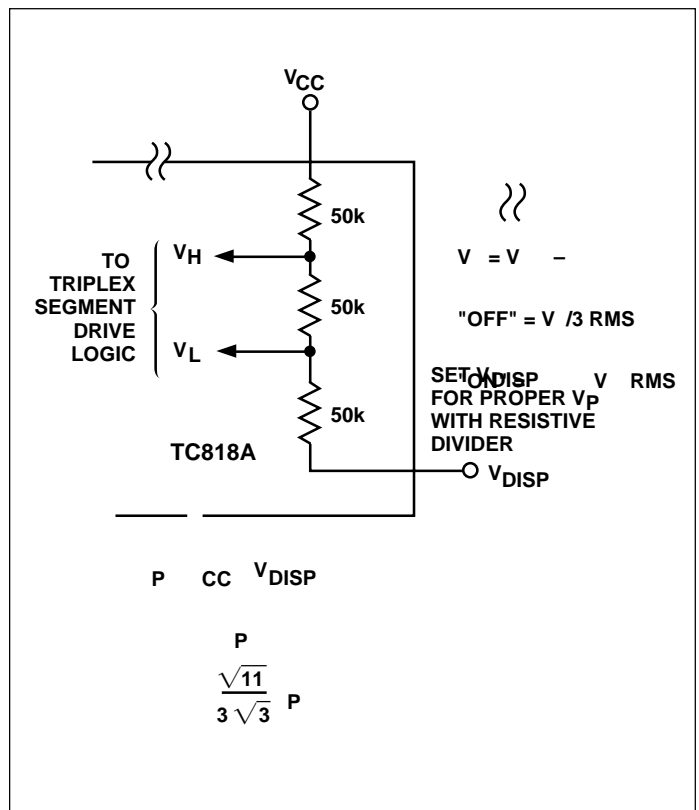 VCC
50k
TO
TRIPLEX
SEGMENT
DRIVE
LOGIC
VH
50k
VL
50k
TC818A
V = V –
"OFF" = V /3 RMS
"ON" = V RMS
SET VDISP
FOR PROPER VP
WITH RESISTIVE
DIVIDER
VDISP
P CC VDISP
P
√11
3 √3 P